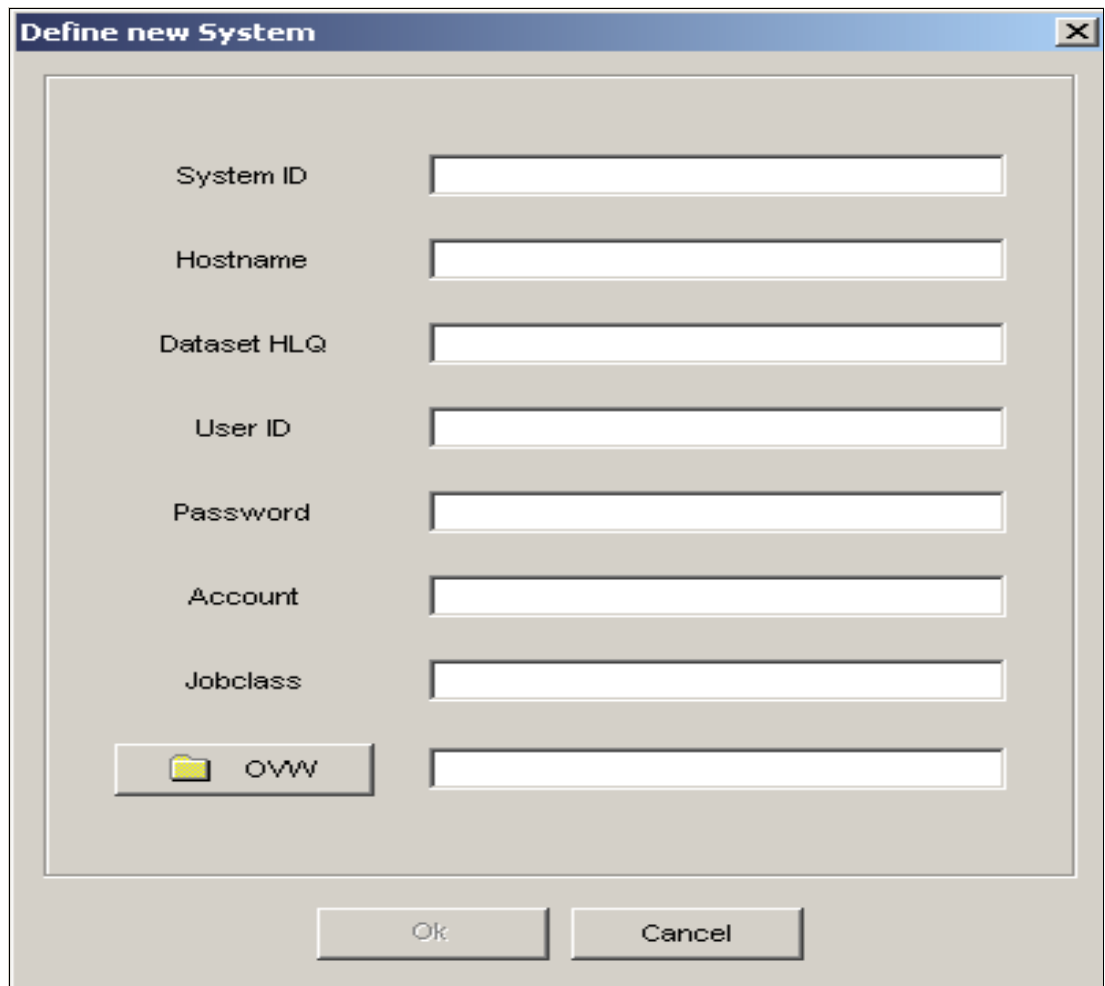 Define new System
System ID
Hostname
Dataset HLQ
User ID
Password
Account
Jobclass
OVW
Ok
Cancel